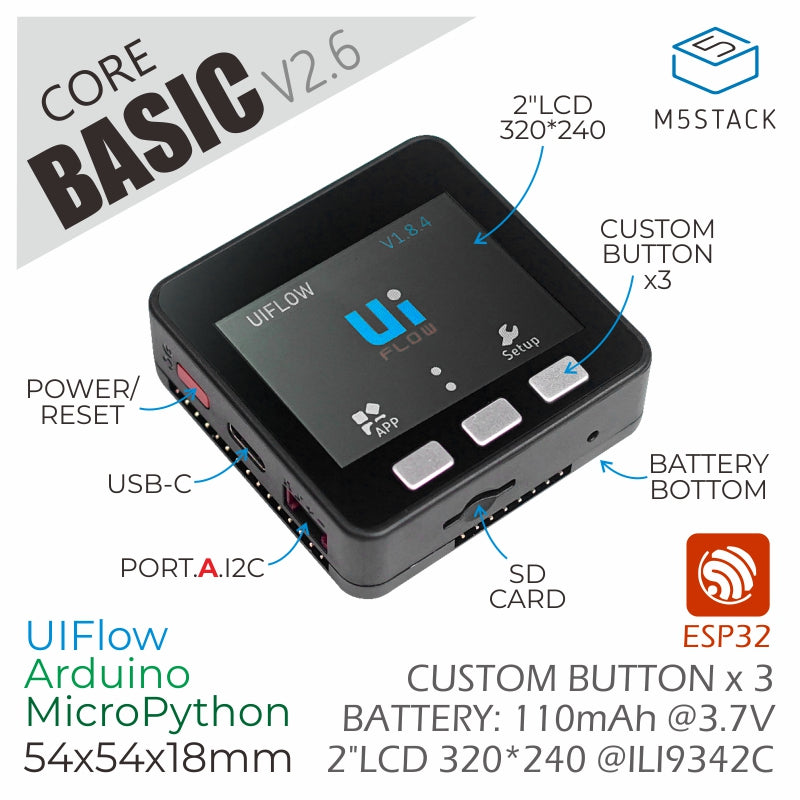 CORE
BASIC V2.6
5
M5STACK
2"LCD
320*240
CUSTOM
BUTTON
x3
V1.8.4
UIFLOW
Ui
FLOW
Setup
APP
POWER/
RESET
USB-C
PORT.A.I2C
BATTERY
BOTTOM
SD
CARD
ESP32
UIFlow
Arduino
MicroPython
54x54x18mm
CUSTOM BUTTON x 3
BATTERY: 110mAh @3.7V
2"LCD 320*240 @ILI9342C